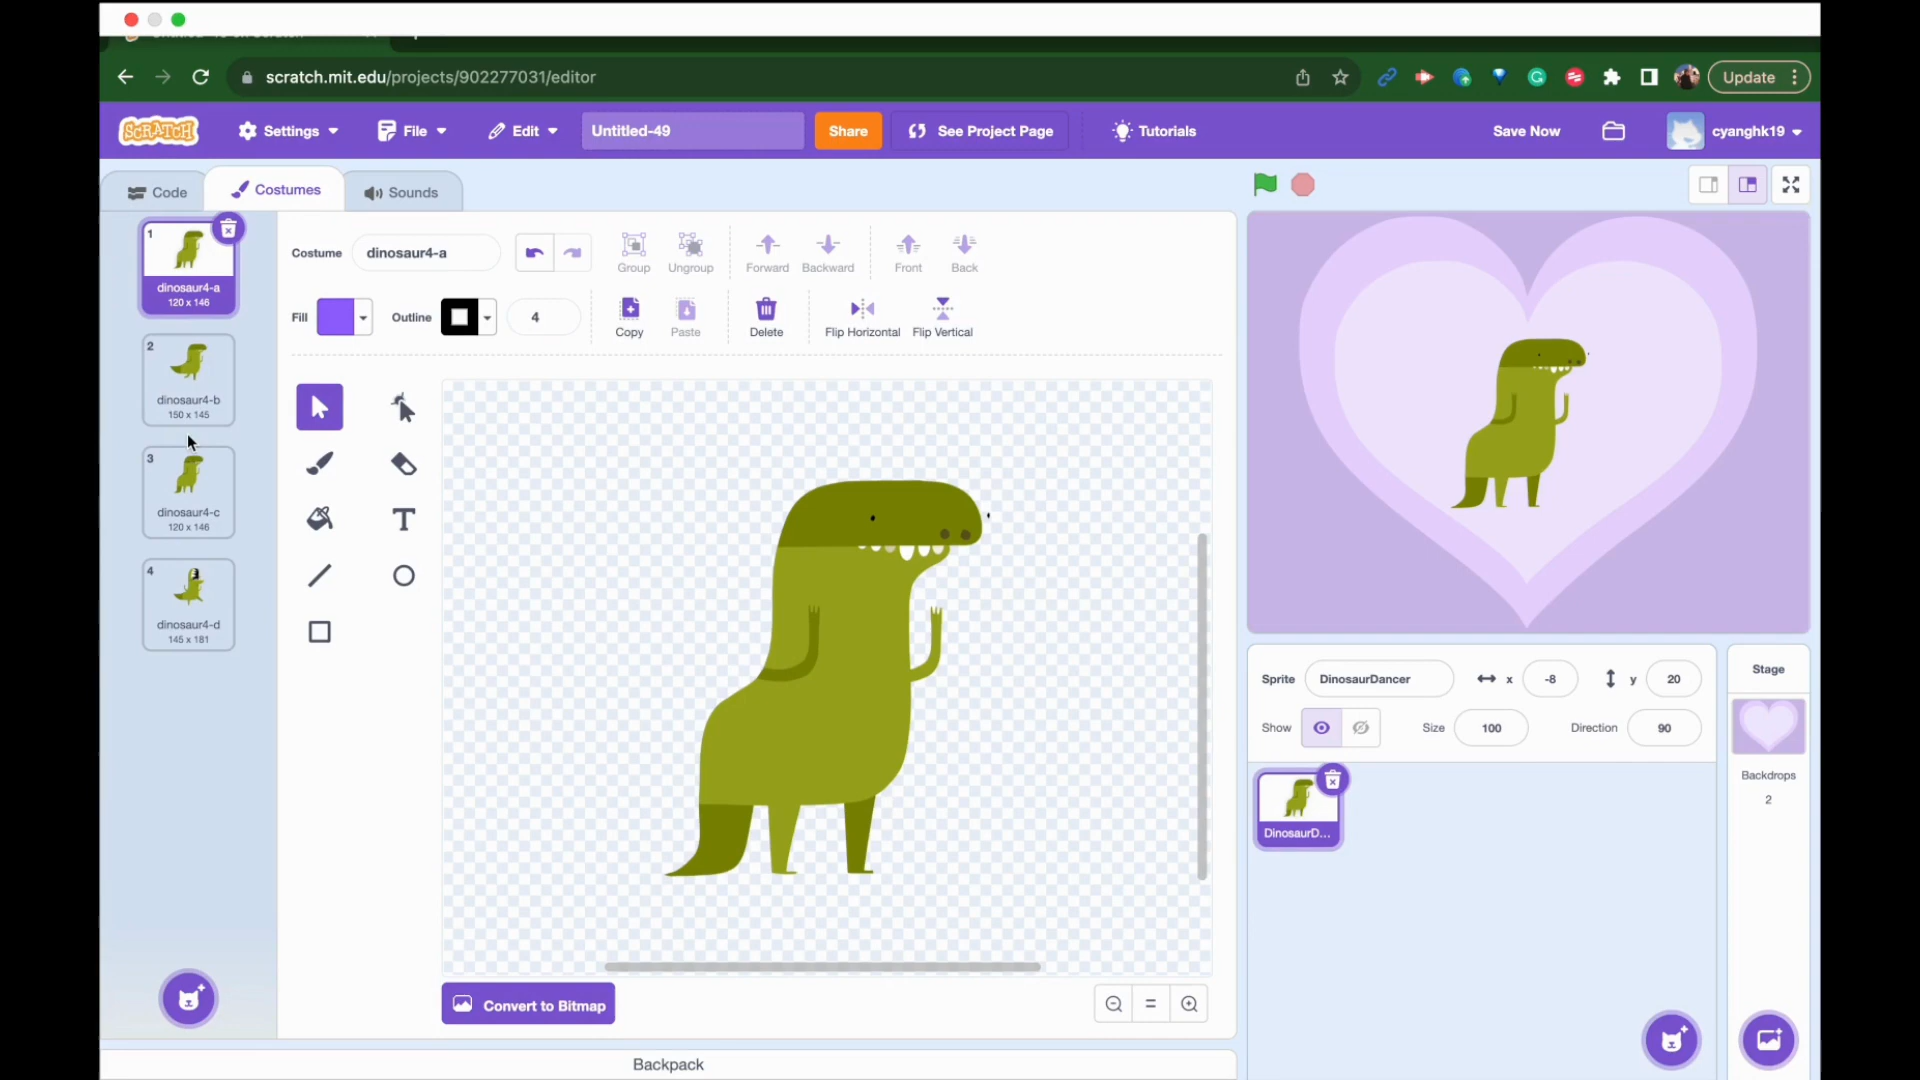 scratch.mit.edu/projects/902277031/editor
Update
SCRATCH
Settings
File
Edit
Untitled-49
Share
See Project Page
Tutorials
Save Now
cyanghk19
Code
Costumes
Sounds
1
dinosaur4-a
120 x 146
2
dinosaur4-b
150 x 145
3
dinosaur4-c
120 x 146
4
dinosaur4-d
145 x 181
Costume
dinosaur4-a
Group
Ungroup
Forward
Backward
Front
Back
Fill
Outline
4
Copy
Paste
Delete
Flip Horizontal
Flip Vertical
T
Convert to Bitmap
Backpack
Sprite
DinosaurDancer
x
-8
y
20
Show
Size
100
Direction
90
DinosaurD...
Stage
Backdrops
2